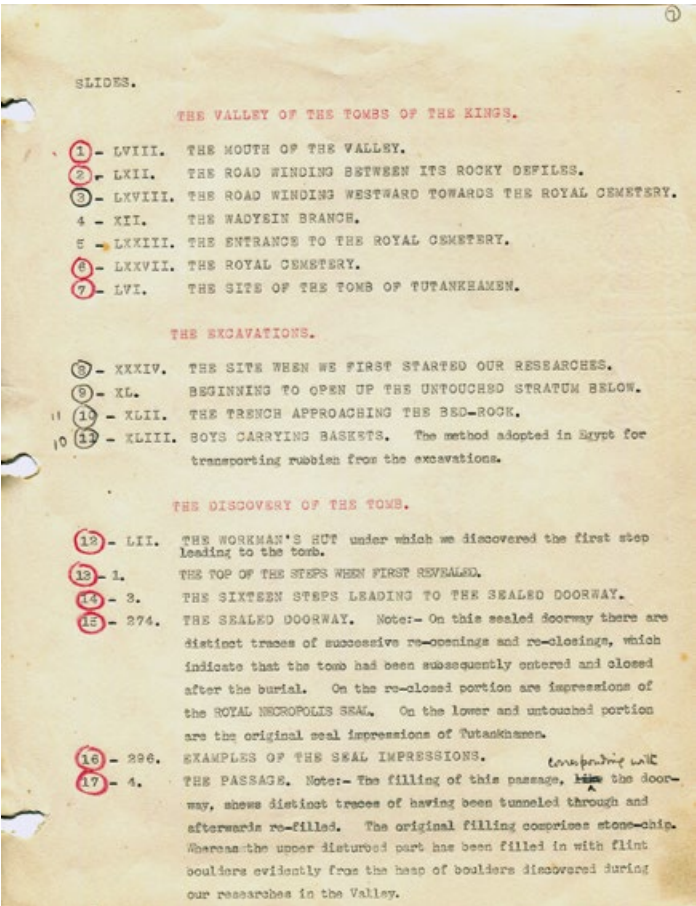 7
SLIDES.
THE VALLEY OF THE TOMBS OF THE KINGS.
1 - LVIII. THE MOUTH OF THE VALLEY.
2 - LXII. THE ROAD WINDING BETWEEN ITS ROCKY DEFILES.
3 - LXVIII. THE ROAD WINDING WESTWARD TOWARDS THE ROYAL CEMETERY.
4 - XII. THE WADYEIN BRANCH.
5 - LXXIII. THE ENTRANCE TO THE ROYAL CEMETERY.
6 - LXXVII. THE ROYAL CEMETERY.
7 - LVI. THE SITE OF THE TOMB OF TUTANKHAMEN.
THE EXCAVATIONS.
8 - XXXIV. THE SITE WHEN WE FIRST STARTED OUR RESEARCHES.
9 - XL. BEGINNING TO OPEN UP THE UNTOUCHED STRATUM BELOW.
11 10 - XLII. THE TRENCH APPROACHING THE BED-ROCK.
10 11 - XLIII. BOYS CARRYING BASKETS. The method adopted in Egypt for
transporting rubbish from the excavations.
THE DISCOVERY OF THE TOMB.
12 - LII. THE WORKMAN'S HUT under which we discovered the first step
leading to the tomb.
13 - 1. THE TOP OF THE STEPS WHEN FIRST REVEALED.
14 - 3. THE SIXTEEN STEPS LEADING TO THE SEALED DOORWAY.
15 - 274. THE SEALED DOORWAY. Note:- On this sealed doorway there are
distinct traces of successive re-openings and re-closings, which
indicate that the tomb had been subsequently entered and closed
after the burial. On the re-closed portion are impressions of
the ROYAL NECROPOLIS SEAL. On the lower and untouched portion
are the original seal impressions of Tutankhamen.
16 - 296. EXAMPLES OF THE SEAL IMPRESSIONS.
corresponding with
17 - 4. THE PASSAGE. Note:- The filling of this passage, like the door-
way, shews distinct traces of having been tunneled through and
afterwards re-filled. The original filling comprises stone-chip.
Whereas the upper disturbed part has been filled in with flint
boulders evidently from the heap of boulders discovered during
our researches in the Valley.